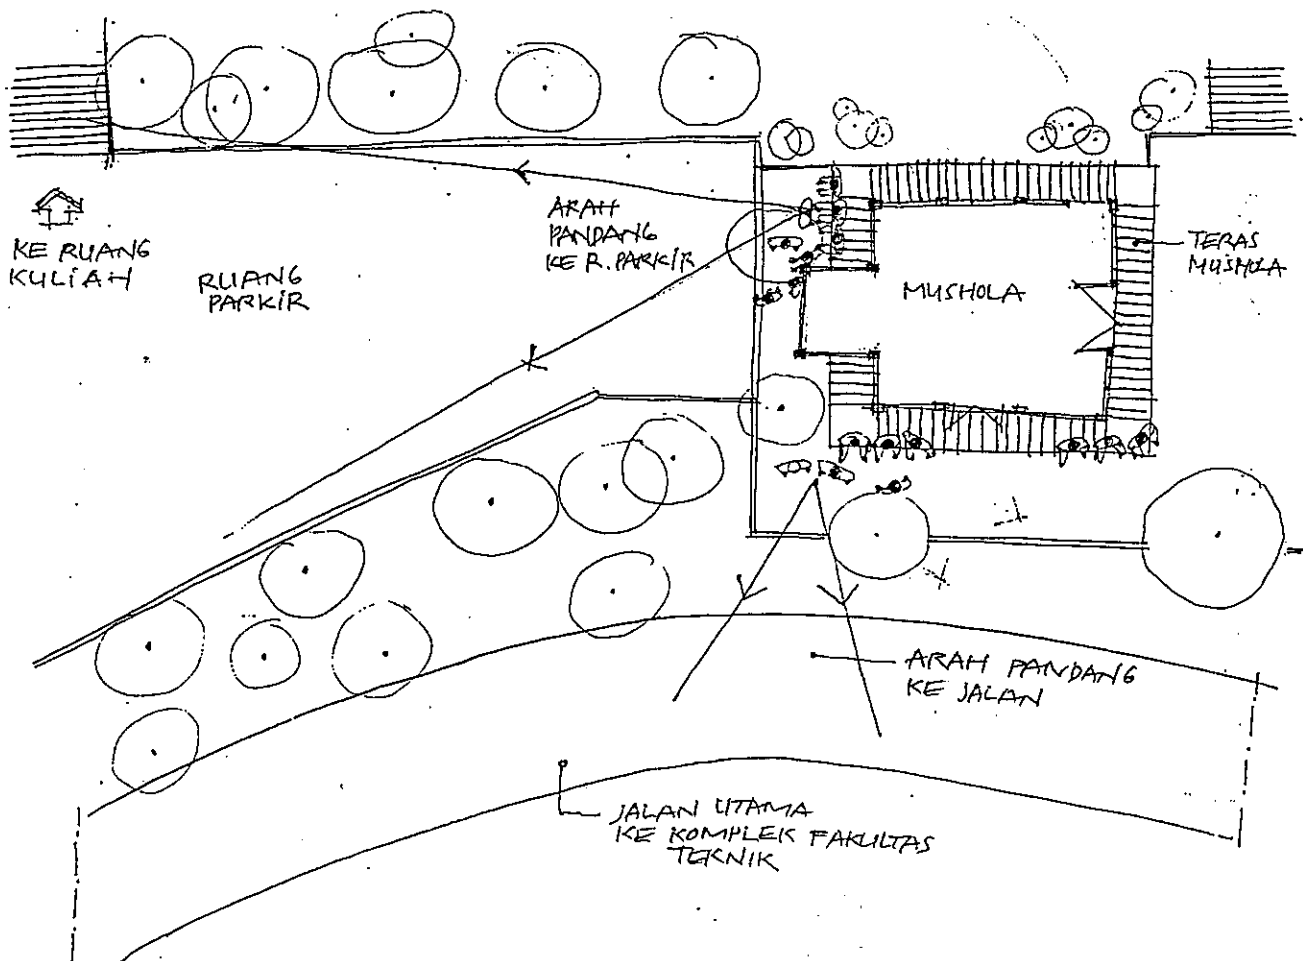 KE RUANG
KULIAH
RUANG
PARKIR
ARAH
PANDANG
KE R. PARKIR
MUSHOLA
TERAS
MUSHOLA
ARAH PANDANG
KE JALAN
JALAN UTAMA
KE KOMPLEK FAKULTAS
TEKNIK